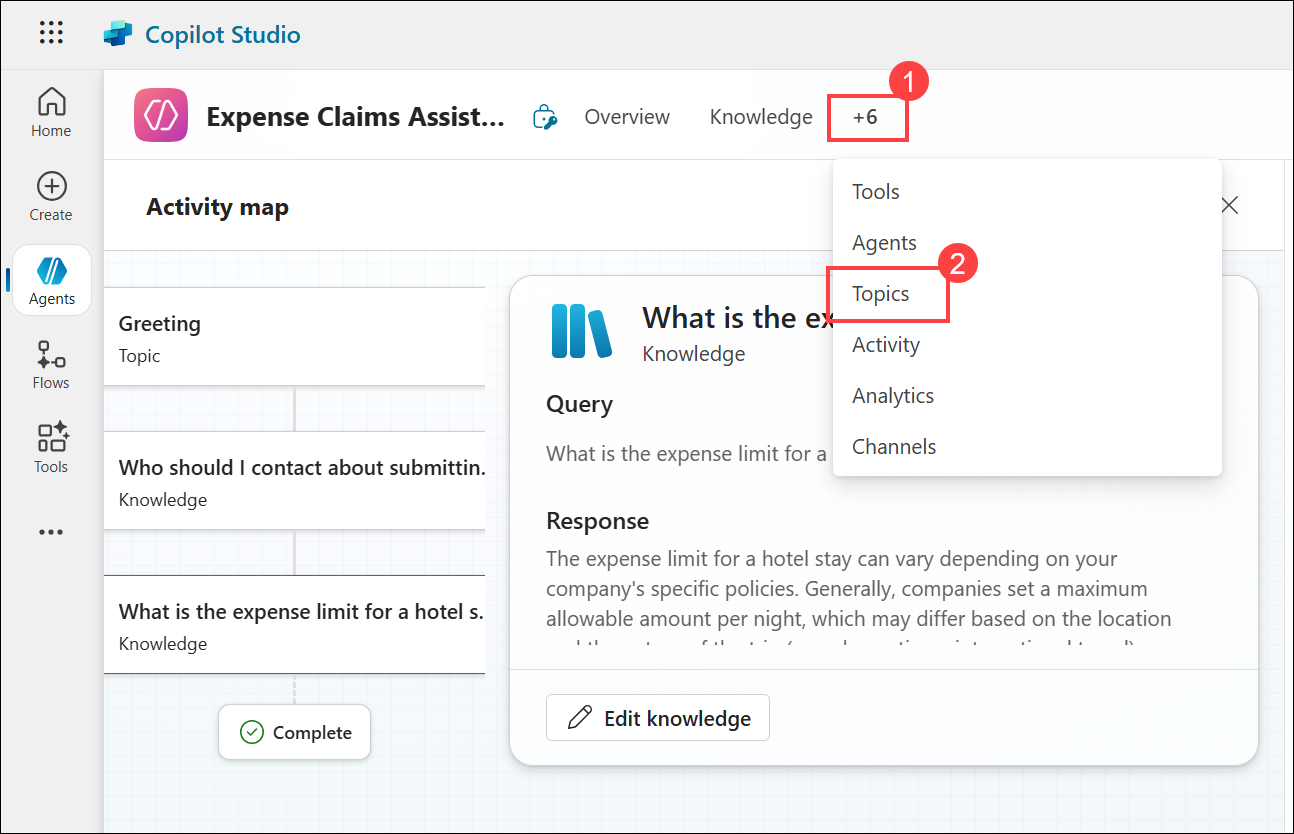 Copilot Studio
Home
Create
Agents
Flows
Tools
Expense Claims Assist...
Overview
Knowledge
+6
1
Tools
Agents
2
Topics
Activity
Analytics
Channels
Activity map
Greeting
Topic
Who should I contact about submittin.
Knowledge
What is the expense limit for a hotel s.
Knowledge
Complete
What is the ex
Knowledge
Query
What is the expense limit for a
Response
The expense limit for a hotel stay can vary depending on your
company's specific policies. Generally, companies set a maximum
allowable amount per night, which may differ based on the location
Edit knowledge